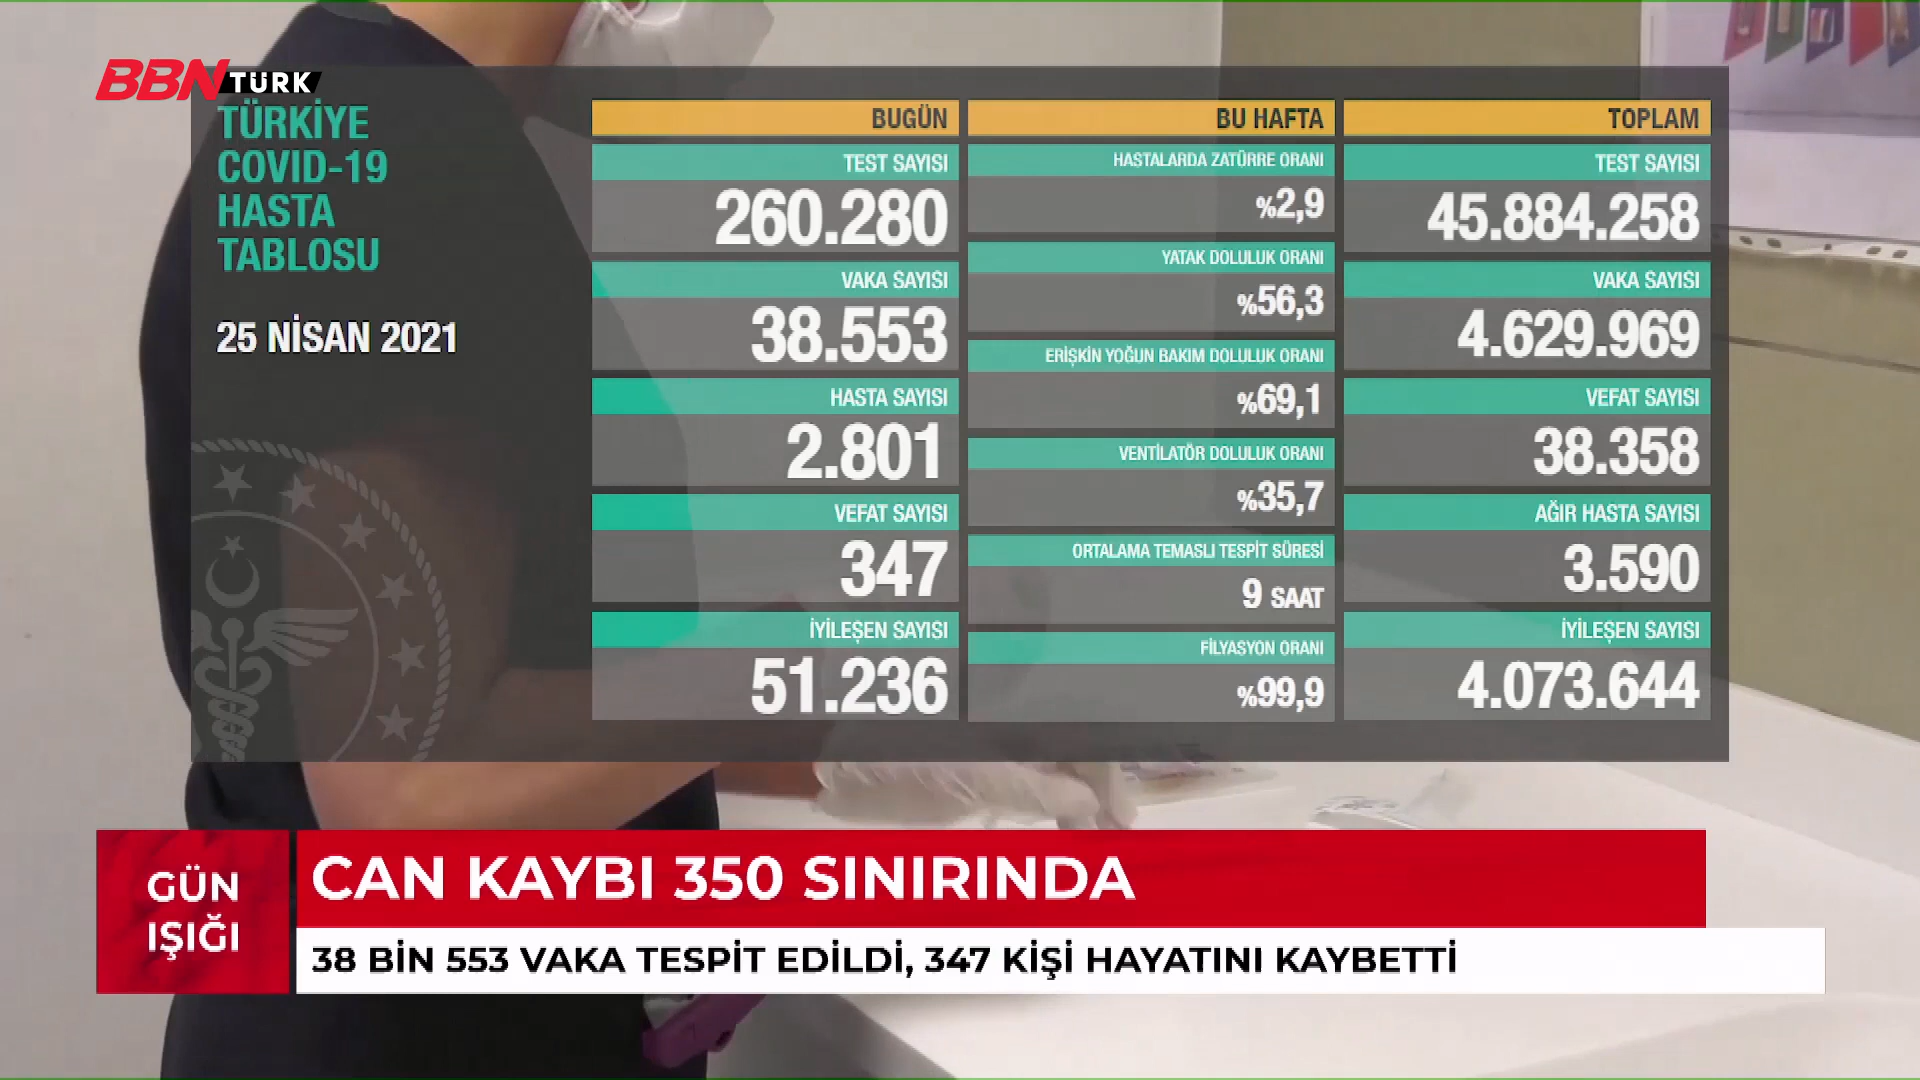 BBN TÜRK
TÜRKİYE
COVID-19
HASTA
TABLOSU
25 NİSAN 2021
BUGÜN
TEST SAYISI
260.280
VAKA SAYISI
38.553
HASTA SAYISI
2.801
VEFAT SAYISI
347
İYİLEŞEN SAYISI
51.236
BU HAFTA
HASTALARDA ZATÜRRE ORANI
%2,9
YATAK DOLULUK ORANI
%56,3
ERİŞKİN YOĞUN BAKIM DOLULUK ORANI
%69,1
VENTİLATÖR DOLULUK ORANI
%35,7
ORTALAMA TEMASLI TESPİT SÜRESİ
9 SAAT
FİLYASYON ORANI
%99,9
TOPLAM
TEST SAYISI
45.884.258
VAKA SAYISI
4.629.969
VEFAT SAYISI
38.358
AĞIR HASTA SAYISI
3.590
İYİLEŞEN SAYISI
4.073.644
GÜN
IŞIĞI
CAN KAYBI 350 SINIRINDA
38 BİN 553 VAKA TESPİT EDİLDİ, 347 KİŞİ HAYATINI KAYBETTİ